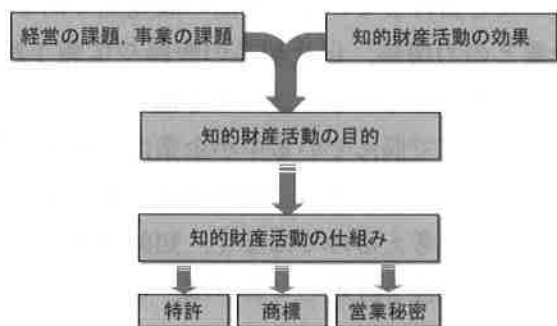 経営の課題，事業の課題
知的財産活動の効果
知的財産活動の目的
知的財産活動の仕組み
特許
商標
営業秘密